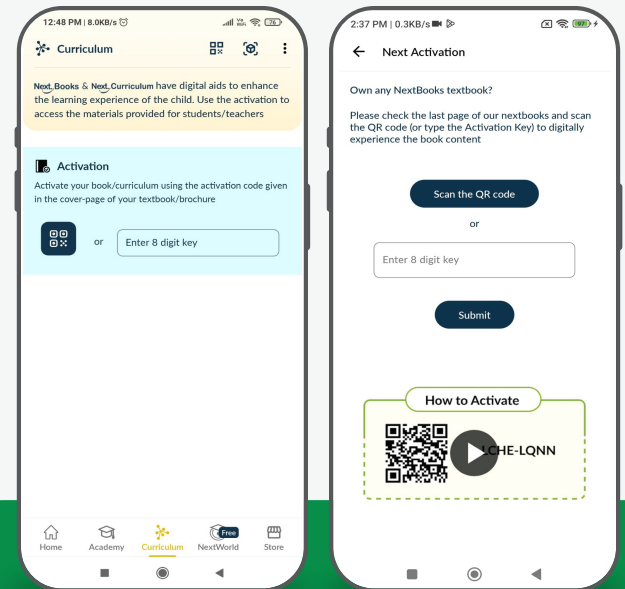 12:48 PM | 8.0KB/s
76
Curriculum
Next Books & Next Curriculum have digital aids to enhance
the learning experience of the child. Use the activation to
access the materials provided for students/teachers
Activation
Activate your book/curriculum using the activation code given
in the cover-page of your textbook/brochure
or
Enter 8 digit key
Free
Home
Academy
Curriculum
NextWorld
Store
2:37 PM | 0.3KB/s
97
Next Activation
Own any NextBooks textbook?
Please check the last page of our nextbooks and scan
the QR code (or type the Activation Key) to digitally
experience the book content
Scan the QR code
or
Enter 8 digit key
Submit
How to Activate
CHE-LQNN